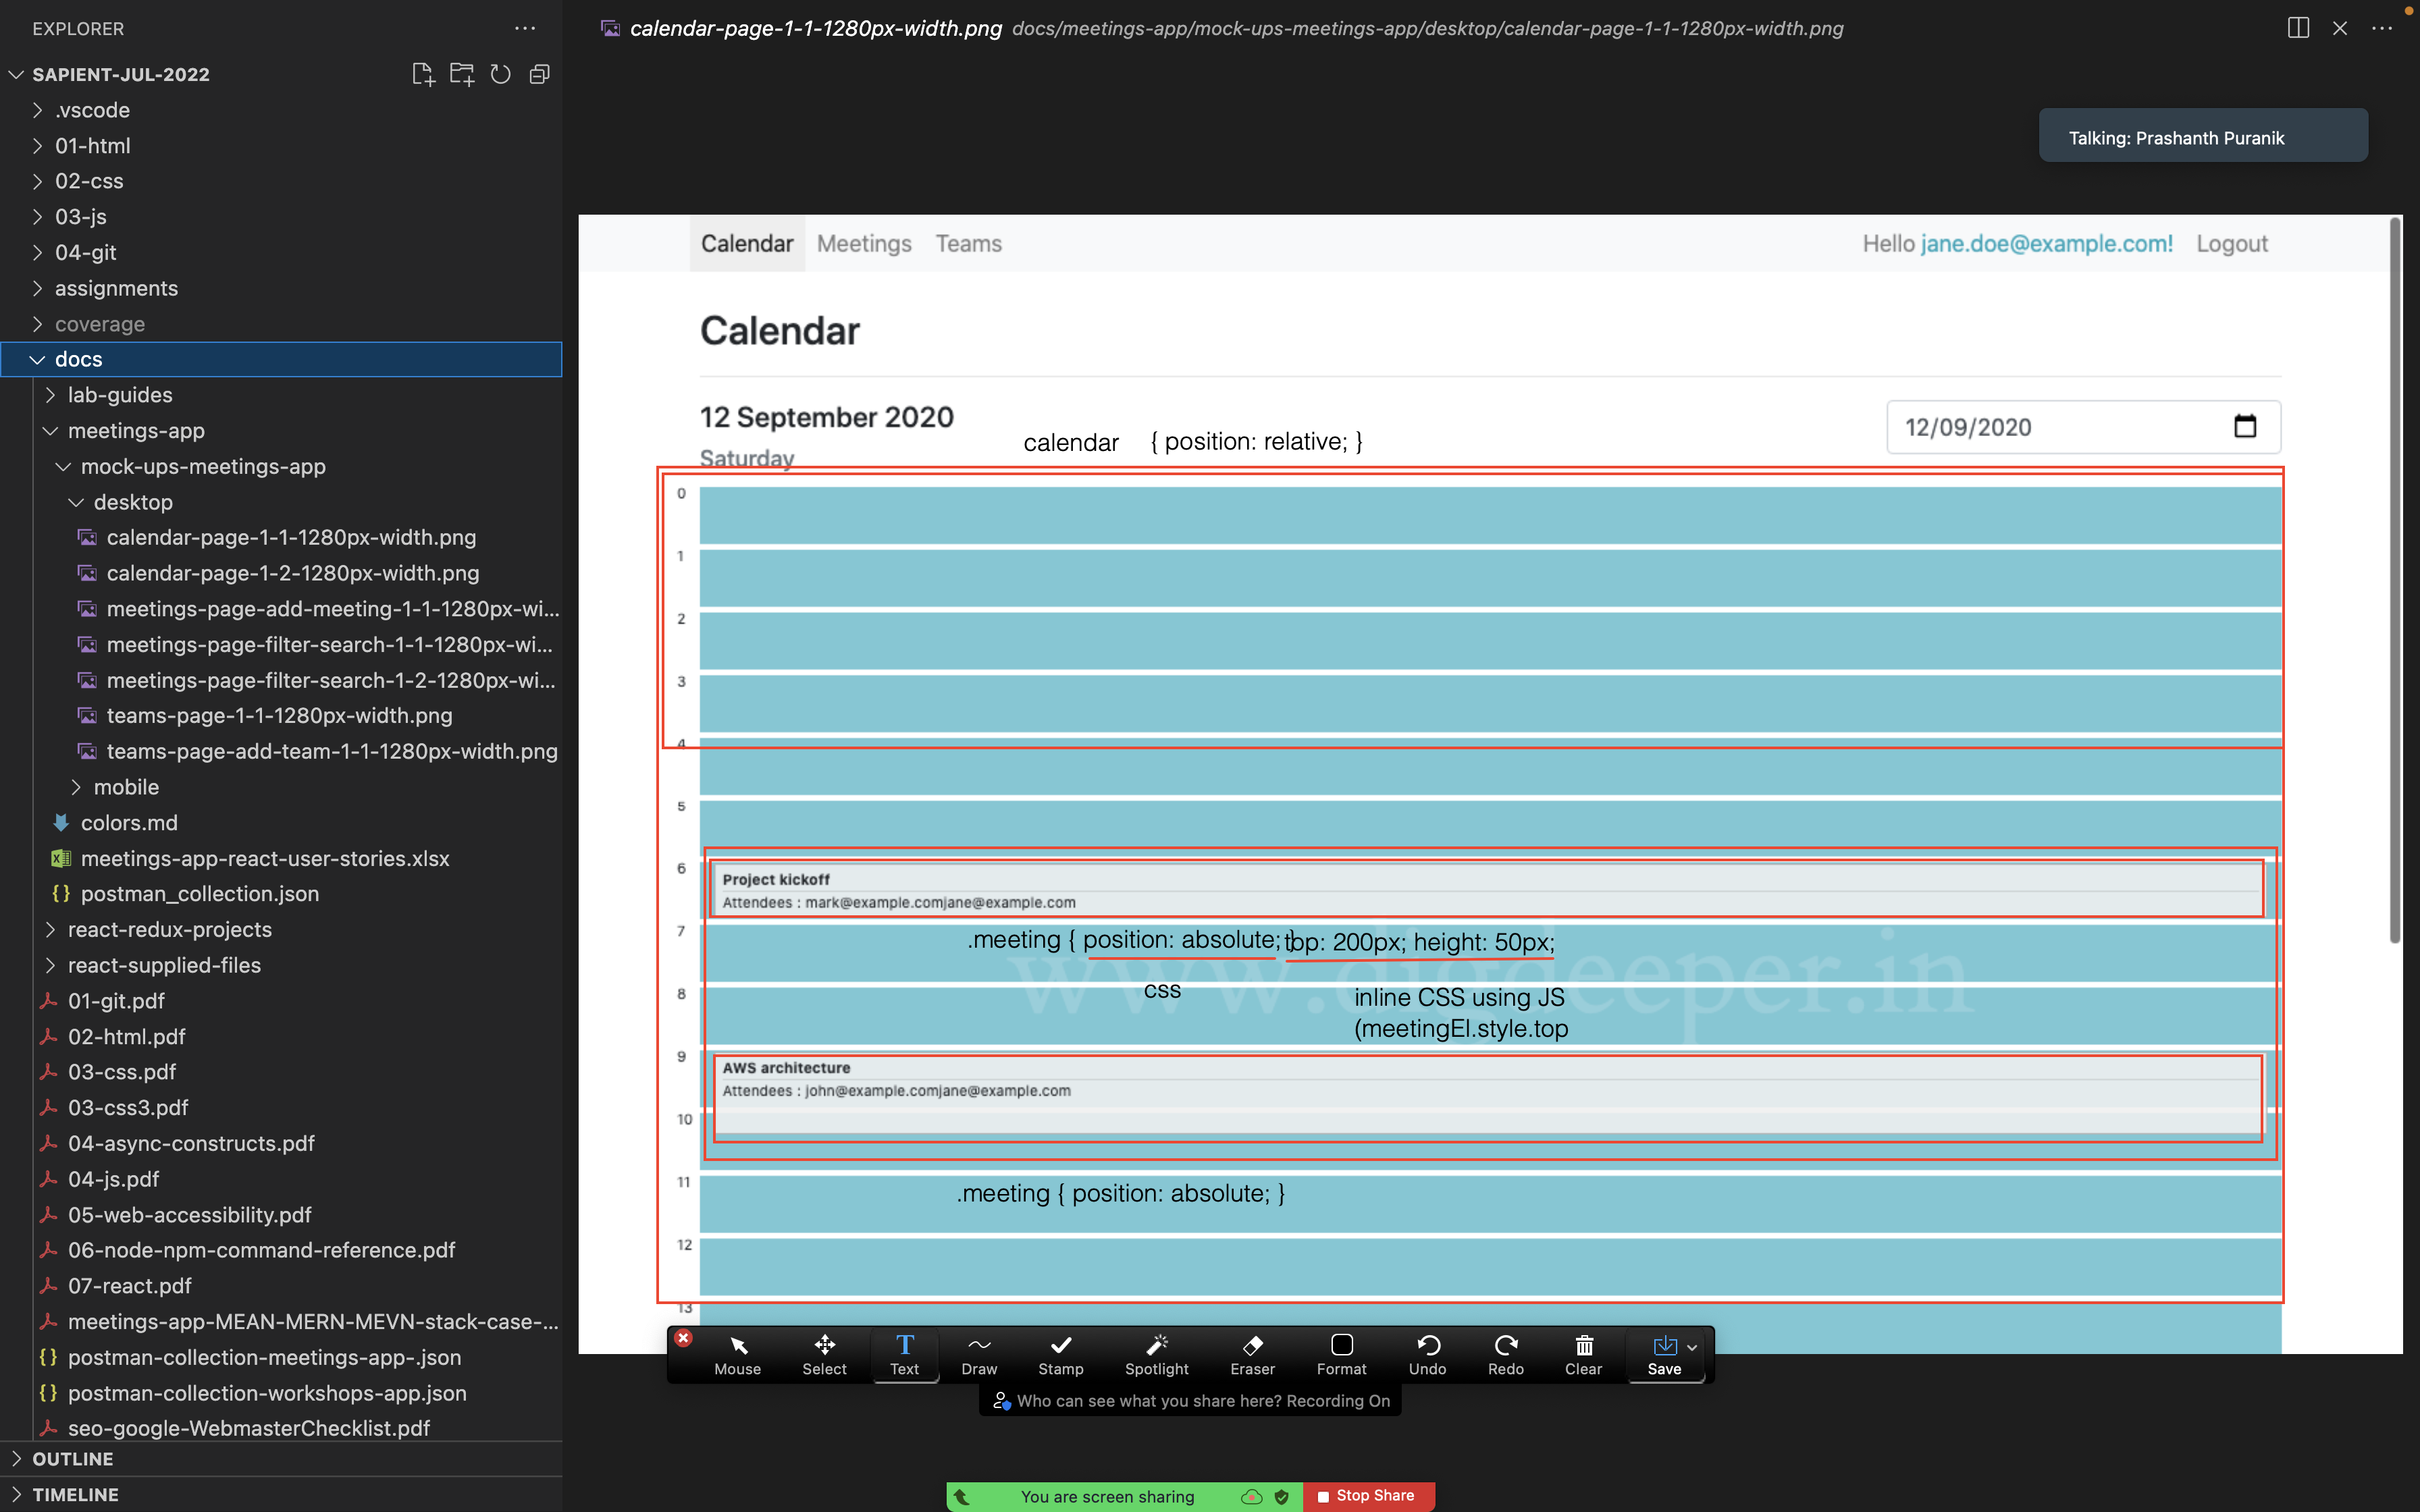 EXPLORER
SAPIENT-JUL-2022
.vscode
01-html
02-css
03-js
04-git
assignments
coverage
docs
lab-guides
meetings-app
mock-ups-meetings-app
desktop
calendar-page-1-1-1280px-width.png
calendar-page-1-2-1280px-width.png
meetings-page-add-meeting-1-1-1280px-wi...
meetings-page-filter-search-1-1-1280px-wi...
meetings-page-filter-search-1-2-1280px-wi...
teams-page-1-1-1280px-width.png
teams-page-add-team-1-1-1280px-width.png
mobile
colors.md
meetings-app-react-user-stories.xlsx
postman_collection.json
react-redux-projects
react-supplied-files
01-git.pdf
02-html.pdf
03-css.pdf
03-css3.pdf
04-async-constructs.pdf
04-js.pdf
05-web-accessibility.pdf
06-node-npm-command-reference.pdf
07-react.pdf
meetings-app-MEAN-MERN-MEVN-stack-case-...
postman-collection-meetings-app-.json
postman-collection-workshops-app.json
seo-google-WebmasterChecklist.pdf
OUTLINE
TIMELINE
calendar-page-1-1-1280px-width.png docs/meetings-app/mock-ups-meetings-app/desktop/calendar-page-1-1-1280px-width.png
Talking: Prashanth Puranik
Calendar Meetings Teams Hello jane.doe@example.com! Logout
Calendar
12 September 2020
12/09/2020
Saturday
calendar { position: relative; }
0
1
2
3
4
5
6
Project kickoff
Attendees : mark@example.comjane@example.com
7
.meeting { position: absolute; } top: 200px; height: 50px;
www.digdeeper.in
8
css
inline CSS using JS
(meetingEl.style.top
9
AWS architecture
Attendees : john@example.comjane@example.com
10
11
.meeting { position: absolute; }
12
13
Mouse Select Text Draw Stamp Spotlight Eraser Format Undo Redo Clear Save
Who can see what you share here? Recording On
You are screen sharing Stop Share